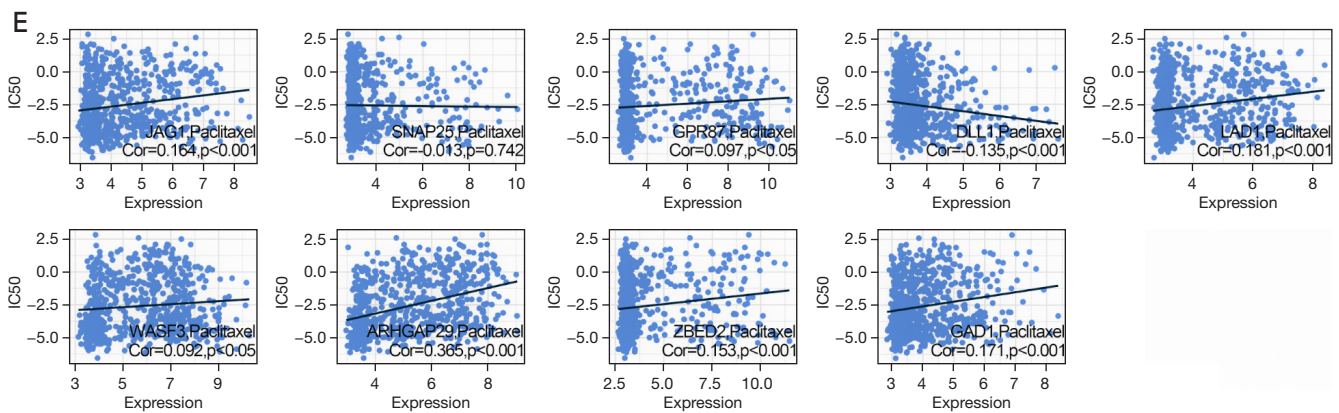 E
2.5
0.0
−2.5
−5.0
IC50
JAG1,Paclitaxel
Cor=0.164,p<0.001
3 4 5 6 7 8
Expression
2.5
0.0
−2.5
−5.0
IC50
SNAP25,Paclitaxel
Cor=-0.013,p=0.742
4 6 8 10
Expression
2.5
0.0
−2.5
−5.0
IC50
GPR87,Paclitaxel
Cor=0.097,p<0.05
4 6 8 10
Expression
2.5
0.0
−2.5
−5.0
IC50
DLL1,Paclitaxel
Cor=-0.135,p<0.001
3 4 5 6 7
Expression
2.5
0.0
−2.5
−5.0
IC50
LAD1,Paclitaxel
Cor=0.181,p<0.001
4 6 8
Expression
2.5
0.0
−2.5
−5.0
IC50
WASF3,Paclitaxel
Cor=0.092,p<0.05
3 5 7 9
Expression
2.5
0.0
−2.5
−5.0
IC50
ARHGAP29,Paclitaxel
Cor=0.365,p<0.001
4 6 8
Expression
2.5
0.0
−2.5
−5.0
IC50
ZBED2,Paclitaxel
Cor=0.153,p<0.001
2.5 5.0 7.5 10.0
Expression
2.5
0.0
−2.5
−5.0
IC50
GAD1,Paclitaxel
Cor=0.171,p<0.001
3 4 5 6 7 8
Expression